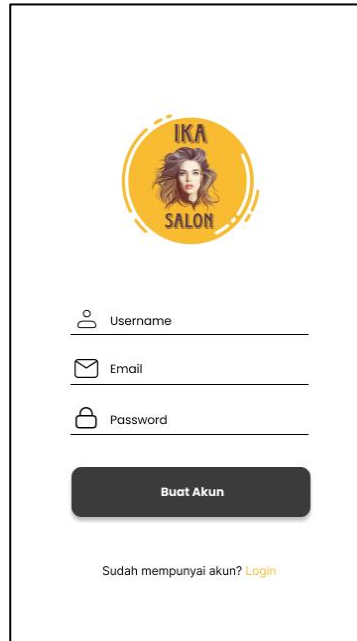 IKA
SALON
Username
Email
Password
Buat Akun
Sudah mempunyai akun? Login